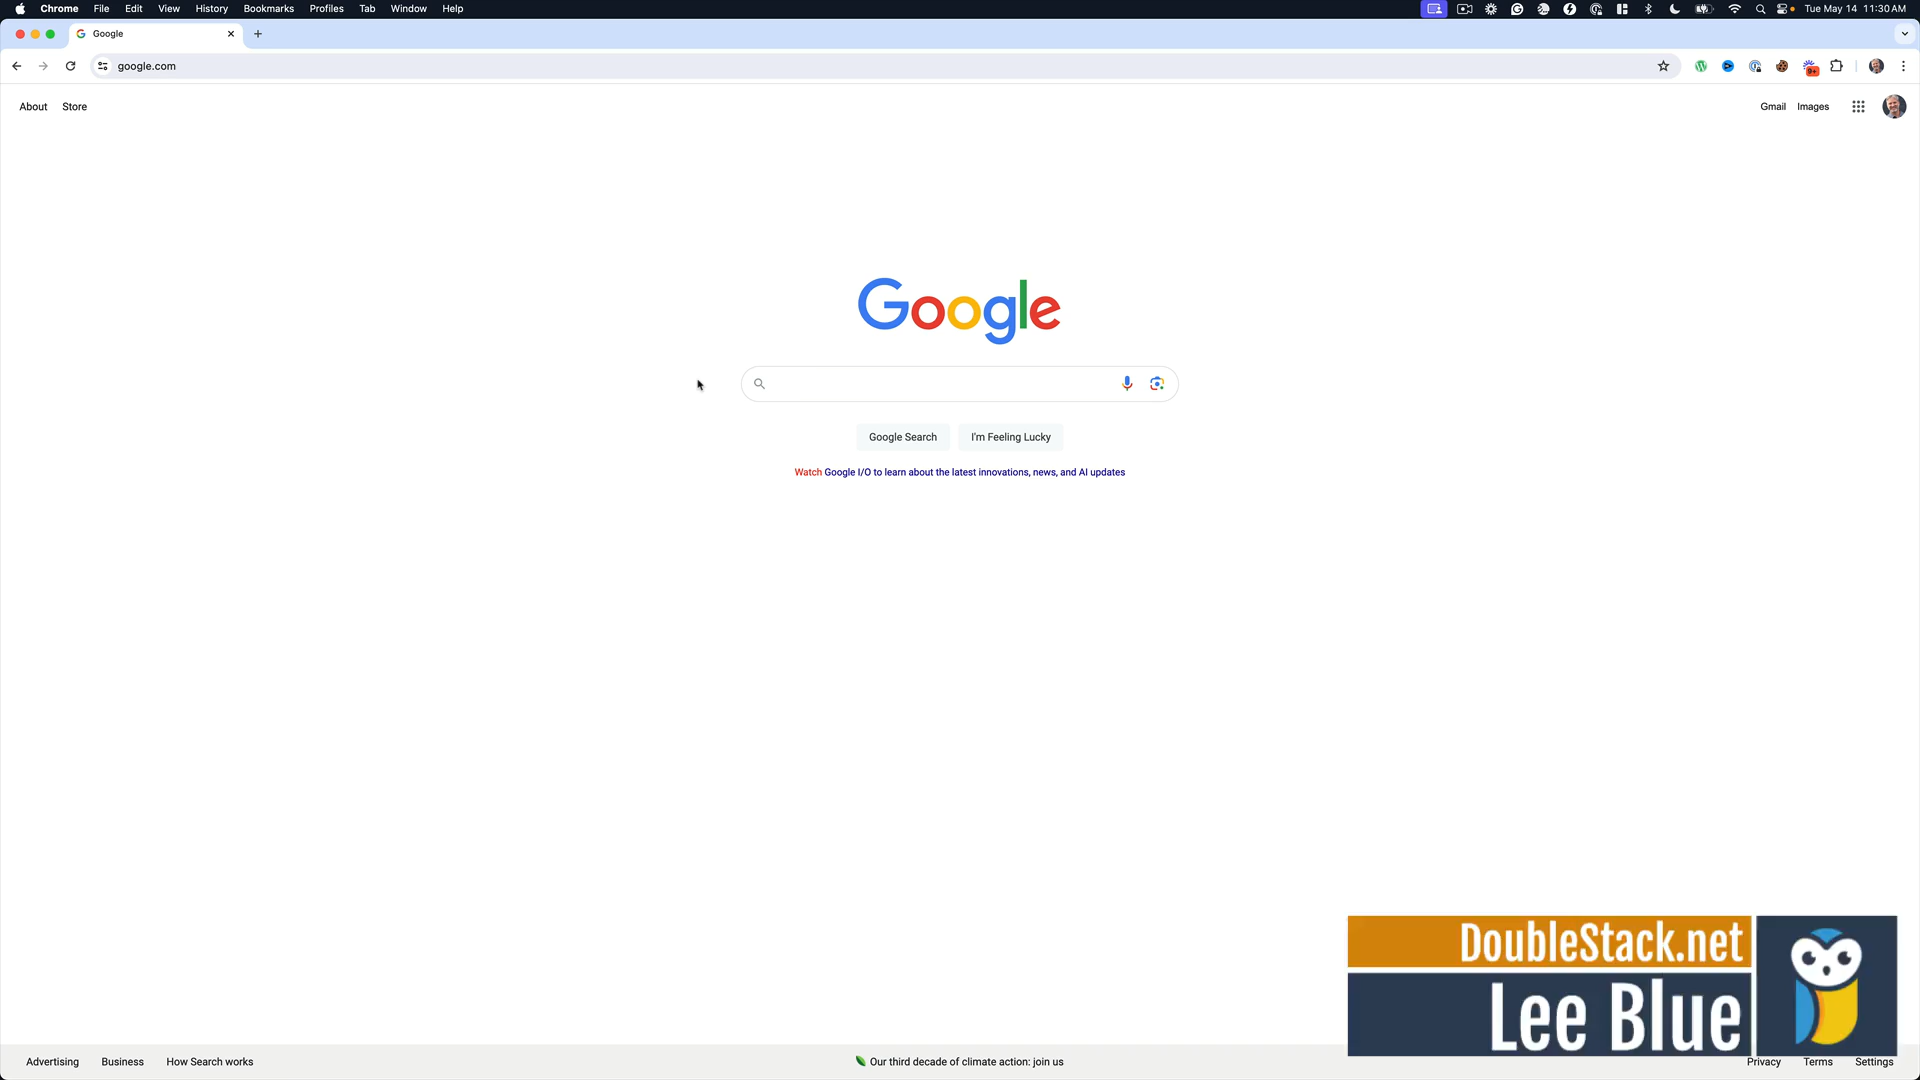 Chrome File Edit View History Bookmarks Profiles Tab Window Help Tue May 14 11:30 AM
Google
google.com
9+
About Store Gmail Images
Google
Google Search I'm Feeling Lucky
Watch Google I/O to learn about the latest innovations, news, and AI updates
DoubleStack.net
Lee Blue
Advertising Business How Search works Our third decade of climate action: join us Privacy Terms Settings